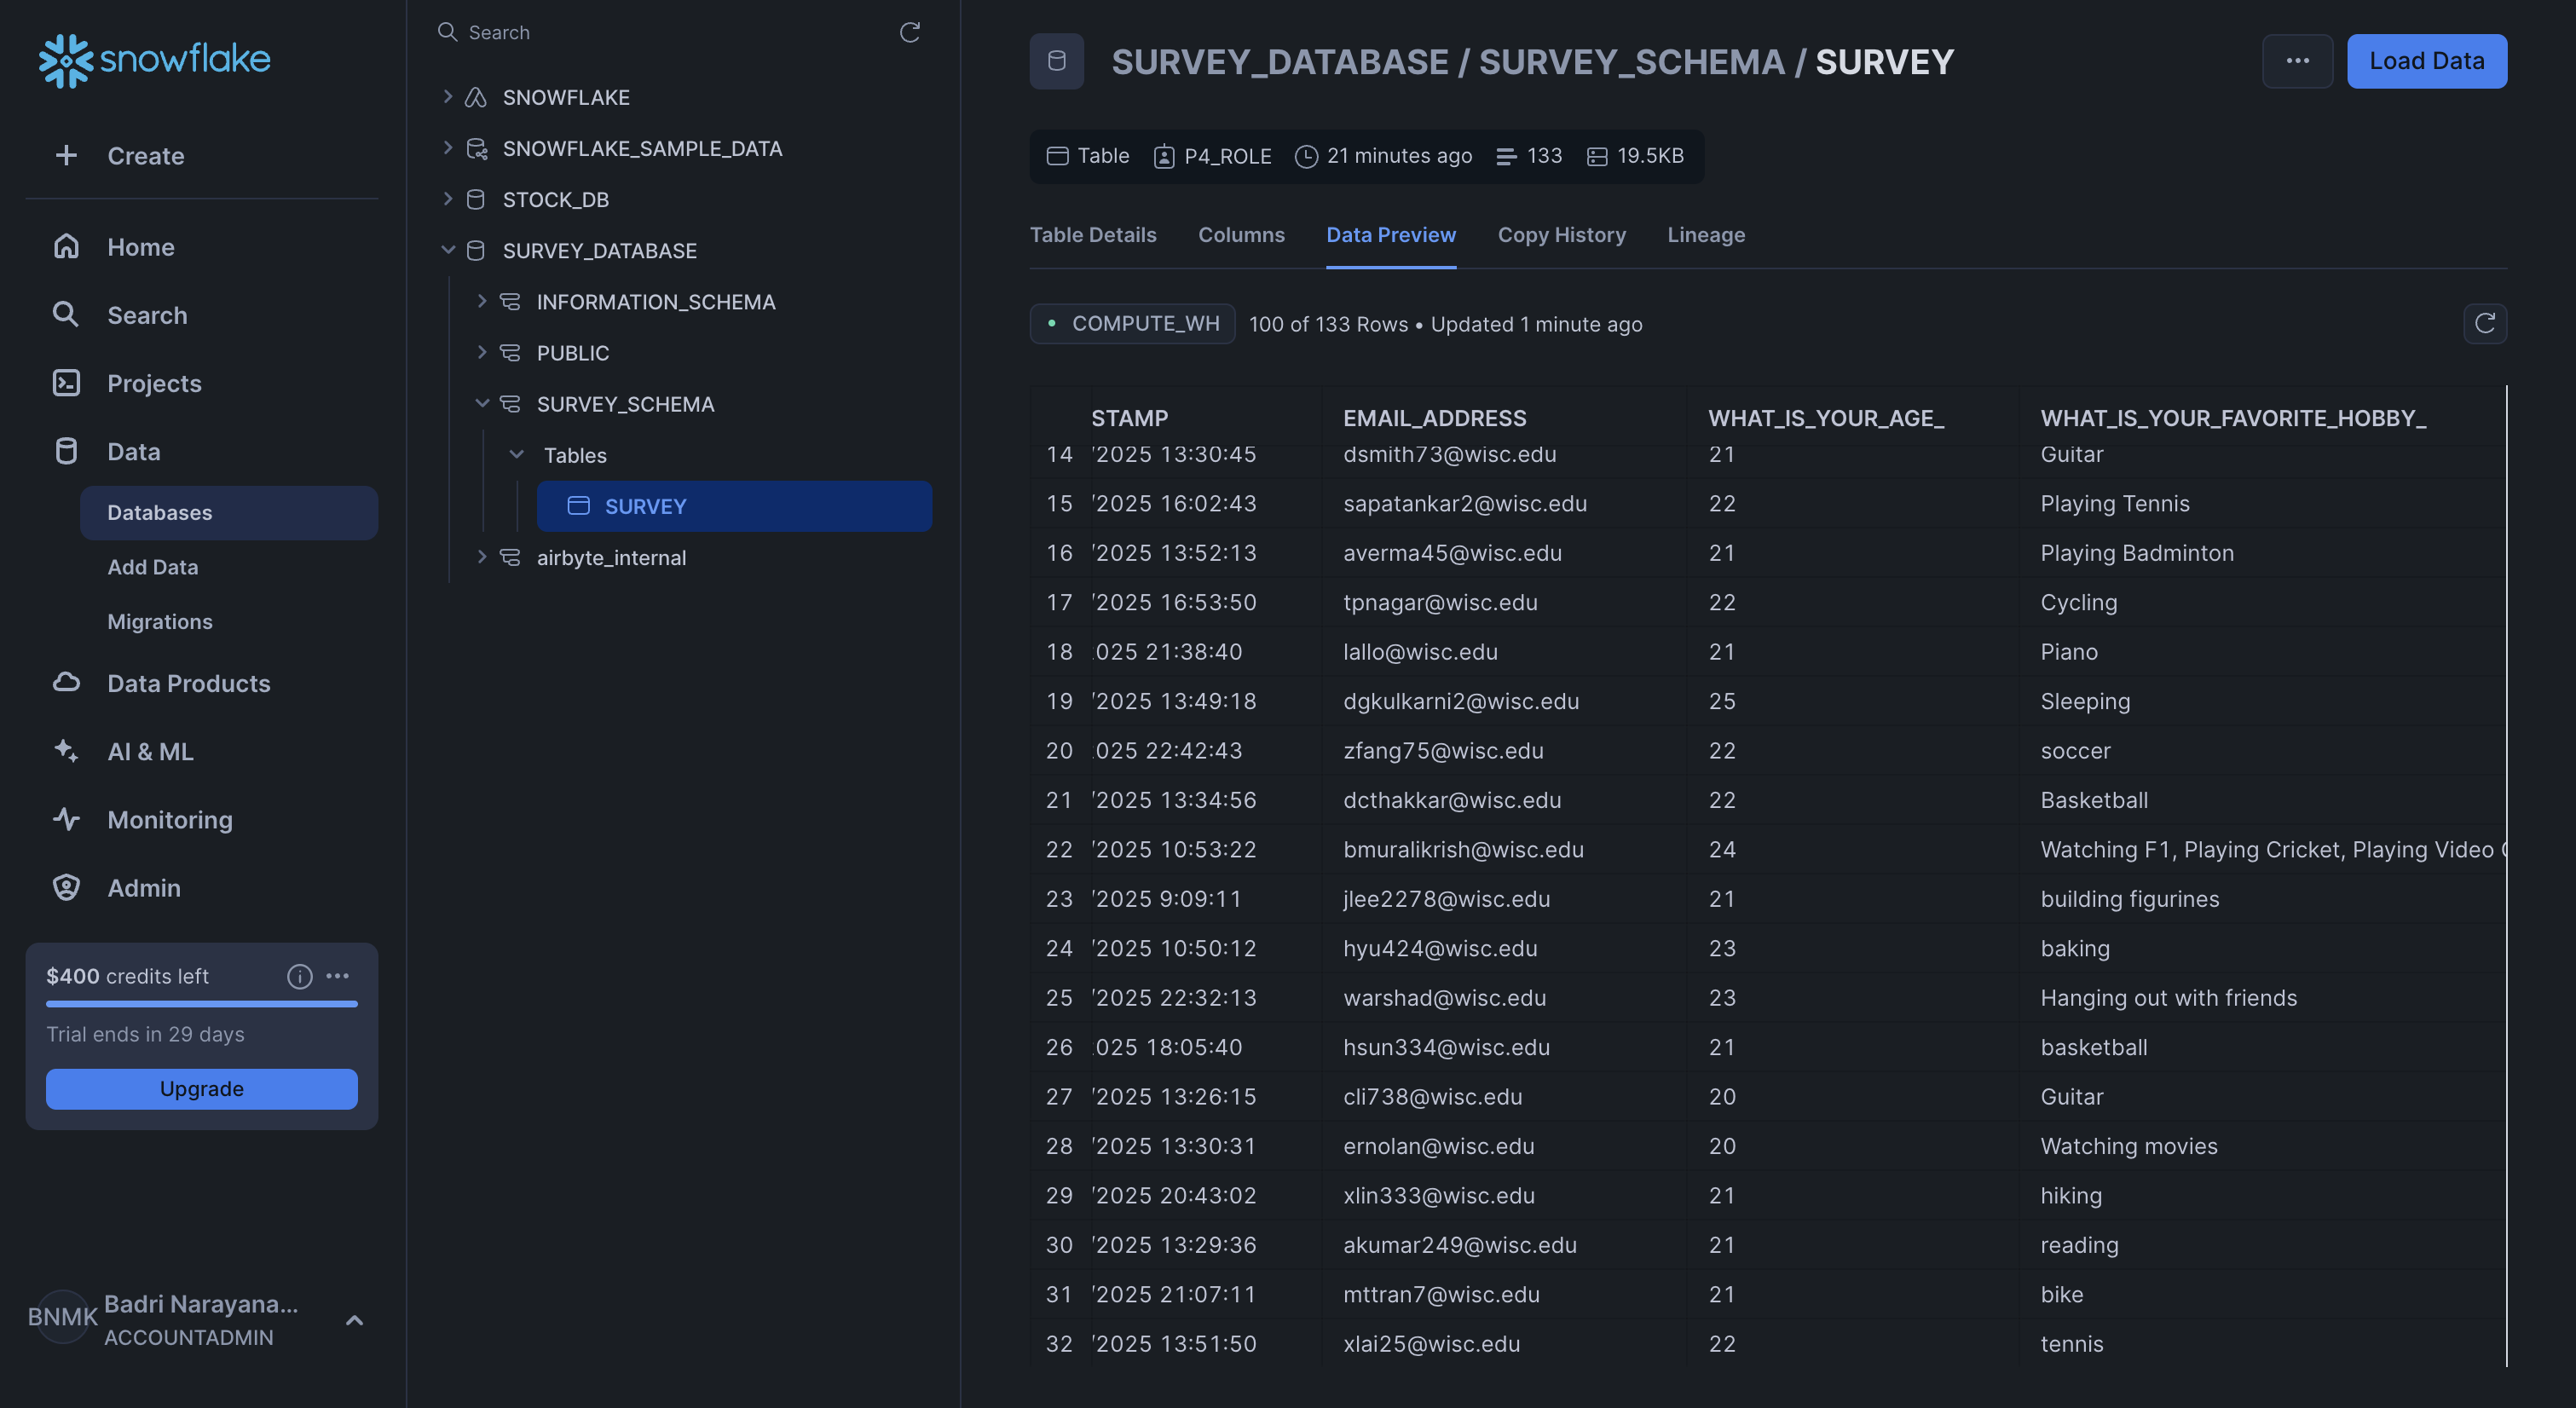 snowflake
Create
Home
Search
Projects
Data
Databases
Add Data
Migrations
Data Products
AI & ML
Monitoring
Admin
$400 credits left
Trial ends in 29 days
Upgrade
BNMK
Badri Narayana...
ACCOUNTADMIN
Search
SNOWFLAKE
SNOWFLAKE_SAMPLE_DATA
STOCK_DB
SURVEY_DATABASE
INFORMATION_SCHEMA
PUBLIC
SURVEY_SCHEMA
Tables
SURVEY
airbyte_internal
SURVEY_DATABASE / SURVEY_SCHEMA / SURVEY
... Load Data
Table P4_ROLE 21 minutes ago 133 19.5KB
Table Details Columns Data Preview Copy History Lineage
COMPUTE_WH 100 of 133 Rows • Updated 1 minute ago
STAMP EMAIL_ADDRESS WHAT_IS_YOUR_AGE_ WHAT_IS_YOUR_FAVORITE_HOBBY_
14 /2025 13:30:45 dsmith73@wisc.edu 21 Guitar
15 /2025 16:02:43 sapatankar2@wisc.edu 22 Playing Tennis
16 /2025 13:52:13 averma45@wisc.edu 21 Playing Badminton
17 /2025 16:53:50 tpnagar@wisc.edu 22 Cycling
18 025 21:38:40 lallo@wisc.edu 21 Piano
19 /2025 13:49:18 dgkulkarni2@wisc.edu 25 Sleeping
20 025 22:42:43 zfang75@wisc.edu 22 soccer
21 /2025 13:34:56 dcthakkar@wisc.edu 22 Basketball
22 /2025 10:53:22 bmuralikrish@wisc.edu 24 Watching F1, Playing Cricket, Playing Video
23 /2025 9:09:11 jlee2278@wisc.edu 21 building figurines
24 /2025 10:50:12 hyu424@wisc.edu 23 baking
25 /2025 22:32:13 warshad@wisc.edu 23 Hanging out with friends
26 025 18:05:40 hsun334@wisc.edu 21 basketball
27 /2025 13:26:15 cli738@wisc.edu 20 Guitar
28 /2025 13:30:31 ernolan@wisc.edu 20 Watching movies
29 /2025 20:43:02 xlin333@wisc.edu 21 hiking
30 /2025 13:29:36 akumar249@wisc.edu 21 reading
31 /2025 21:07:11 mttran7@wisc.edu 21 bike
32 /2025 13:51:50 xlai25@wisc.edu 22 tennis